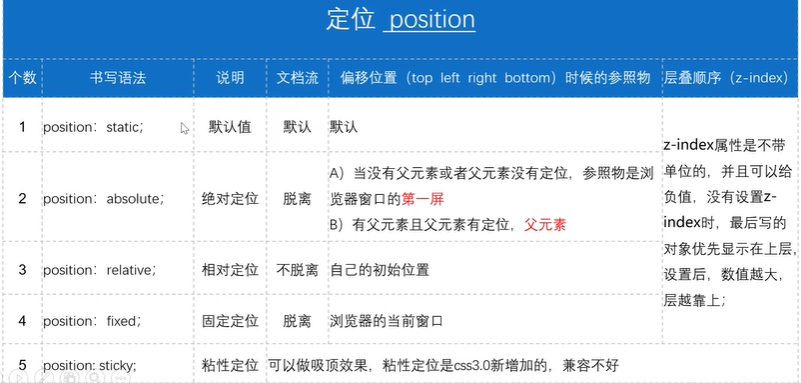 定位 position
个数 书写语法 说明 文档流 偏移位置（top left right bottom）时候的参照物 层叠顺序（z-index）
1 position：static； 默认值 默认 默认
2 position：absolute； 绝对定位 脱离
A）当没有父元素或者父元素没有定位，参照物是浏
览器窗口的第一屏
B）有父元素且父元素有定位，父元素
3 position：relative； 相对定位 不脱离 自己的初始位置
4 position：fixed； 固定定位 脱离 浏览器的当前窗口
z-index属性是不带
单位的，并且可以给
负值，没有设置z-
index时，最后写的
对象优先显示在上层，
设置后，数值越大，
层越靠上；
5 position: sticky; 粘性定位 可以做吸顶效果，粘性定位是css3.0新增加的，兼容不好